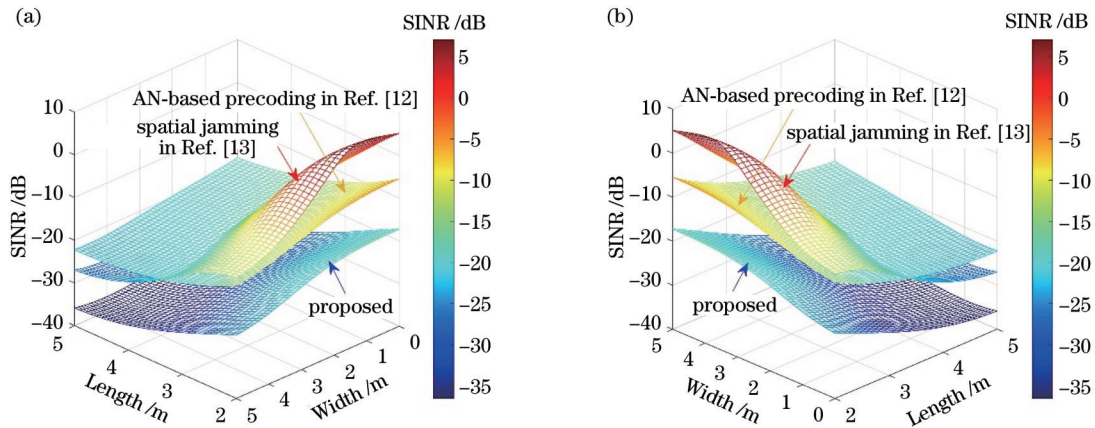 (a)
SINR /dB
5
0
−5
−10
−15
−20
−25
−30
−35
AN-based precoding in Ref. [12]
spatial jamming
in Ref. [13]
proposed
SINR /dB
10
0
−10
−20
−30
−40
5
4
3
2
Length /m
5
4
3
2
1
0
Width /m
(b)
SINR /dB
5
0
−5
−10
−15
−20
−25
−30
−35
AN-based precoding in Ref. [12]
spatial jamming in Ref. [13]
proposed
SINR /dB
10
0
−10
−20
−30
−40
5
4
3
2
1
0
Width /m
2
3
4
5
Length /m